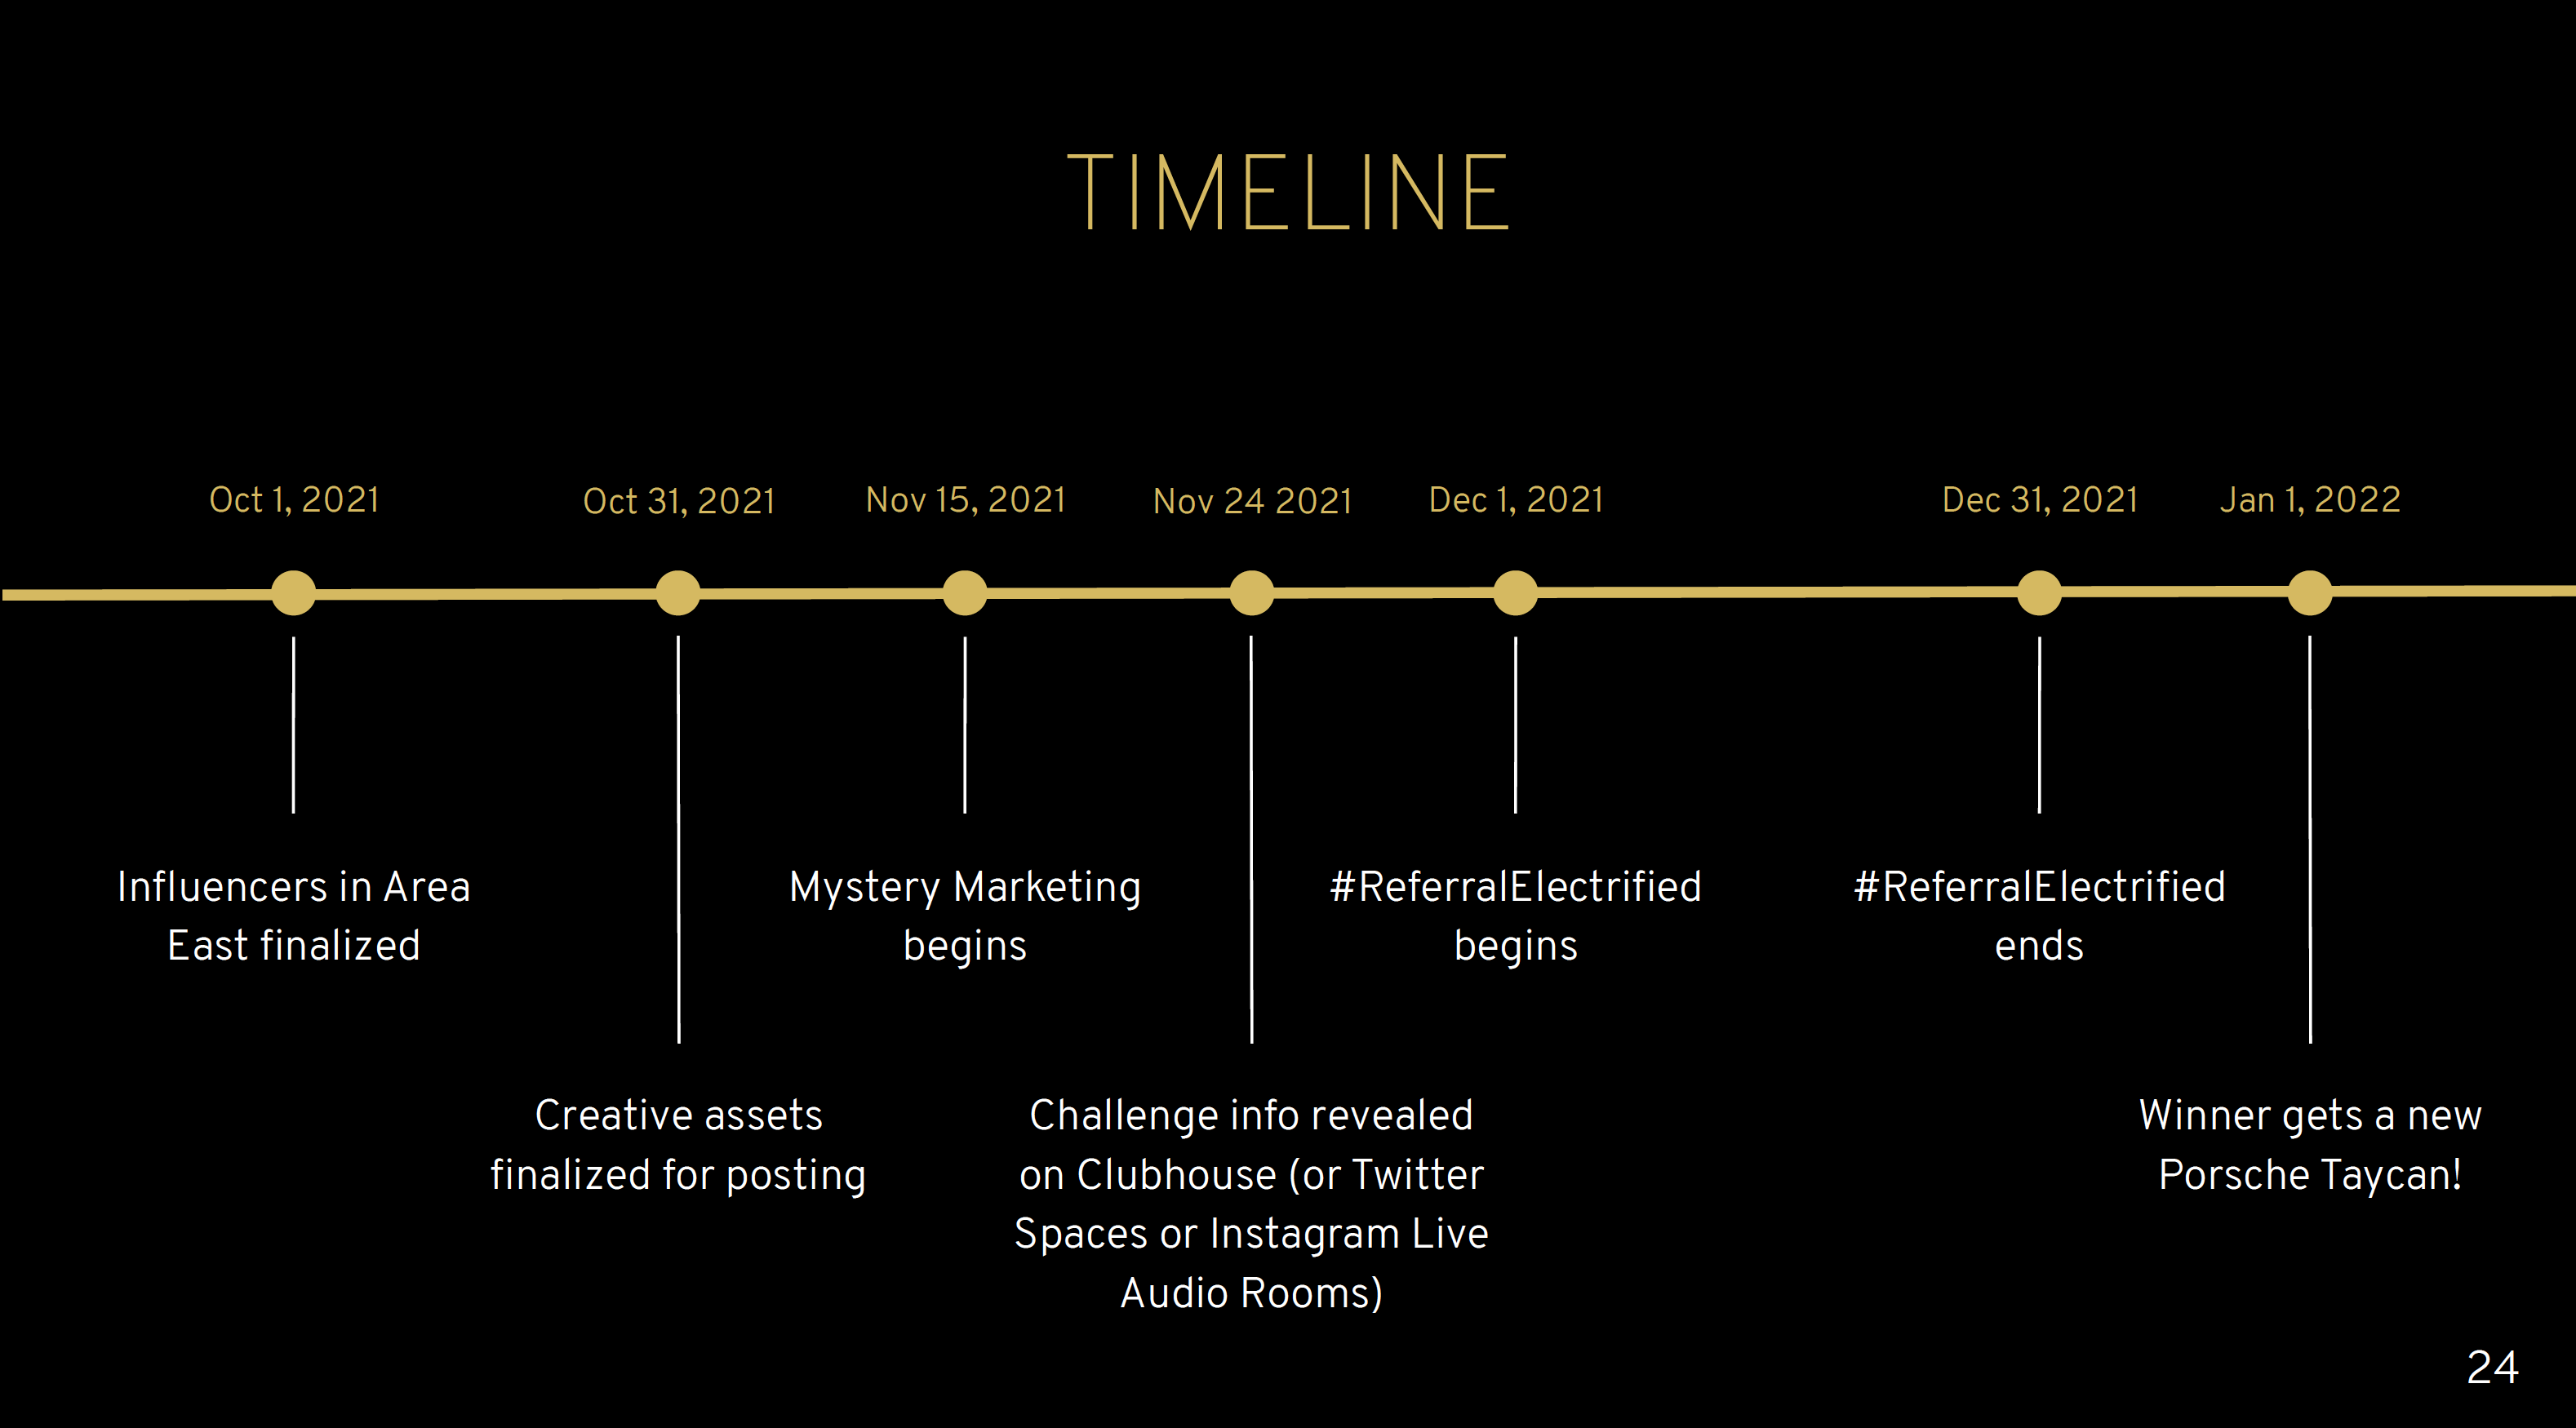 TIMELINE
Oct 1, 2021
Oct 31, 2021
Nov 15, 2021
Nov 24 2021
Dec 1, 2021
Dec 31, 2021
Jan 1, 2022
Influencers in Area
East finalized
Mystery Marketing
begins
#ReferralElectrified
begins
#ReferralElectrified
ends
Creative assets
finalized for posting
Challenge info revealed
on Clubhouse (or Twitter
Spaces or Instagram Live
Audio Rooms)
Winner gets a new
Porsche Taycan!
24